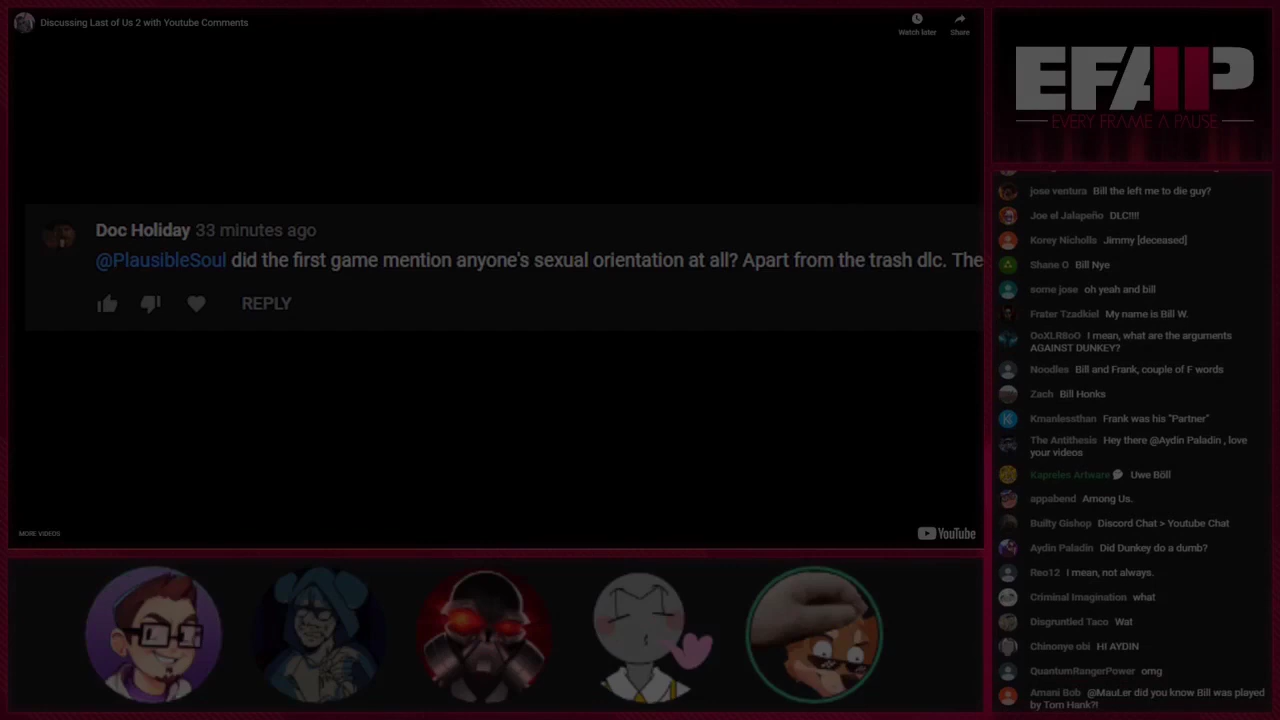 Discussing Last of Us 2 with Youtube Comments
Watch later
Share
Doc Holiday 33 minutes ago
@PlausibleSoul did the first game mention anyone's sexual orientation at all? Apart from the trash dlc. The
REPLY
MORE VIDEOS
YouTube
EFAP
EVERY FRAME A PAUSE
jose ventura Bill the left me to die guy?
Joe el Jalapeño DLC!!!!
Korey Nicholls Jimmy [deceased]
Shane O Bill Nye
some jose oh yeah and bill
Frater Tzadkiel My name is Bill W.
OoXLR8oO I mean, what are the arguments
AGAINST DUNKEY?
Noodles Bill and Frank, couple of F words
Zach Bill Honks
Kmanlessthan Frank was his "Partner"
The Antithesis Hey there @Aydin Paladin , love
your videos
Kapreles Artware Uwe Böll
appabend Among Us.
Builty Gishop Discord Chat > Youtube Chat
Aydin Paladin Did Dunkey do a dumb?
Reo12 I mean, not always.
Criminal Imagination what
Disgruntled Taco Wat
Chinonye obi HI AYDIN
QuantumRangerPower omg
Amani Bob @MauLer did you know Bill was played
by Tom Hank?!